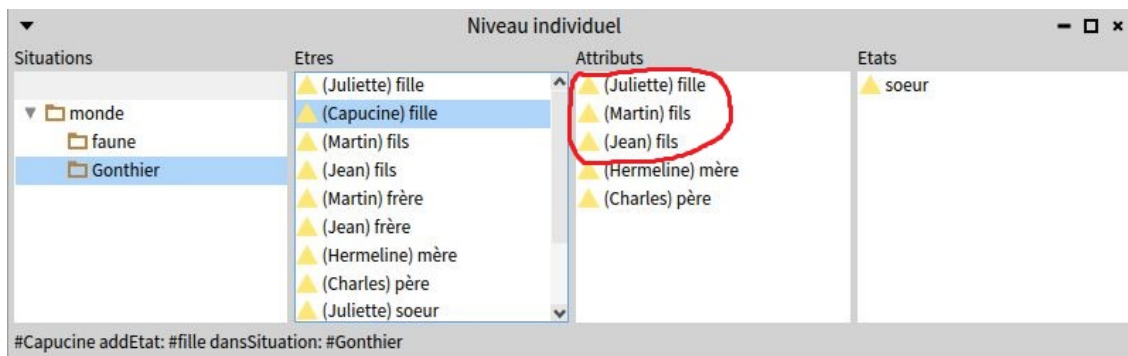 Niveau individuel
Situations
monde
faune
Gonthier
Etres
(Juliette) fille
(Capucine) fille
(Martin) fils
(Jean) fils
(Martin) frère
(Jean) frère
(Hermeline) mère
(Charles) père
(Juliette) soeur
Attributs
(Juliette) fille
(Martin) fils
(Jean) fils
(Hermeline) mère
(Charles) père
Etats
soeur
#Capucine addEtat: #fille dansSituation: #Gonthier